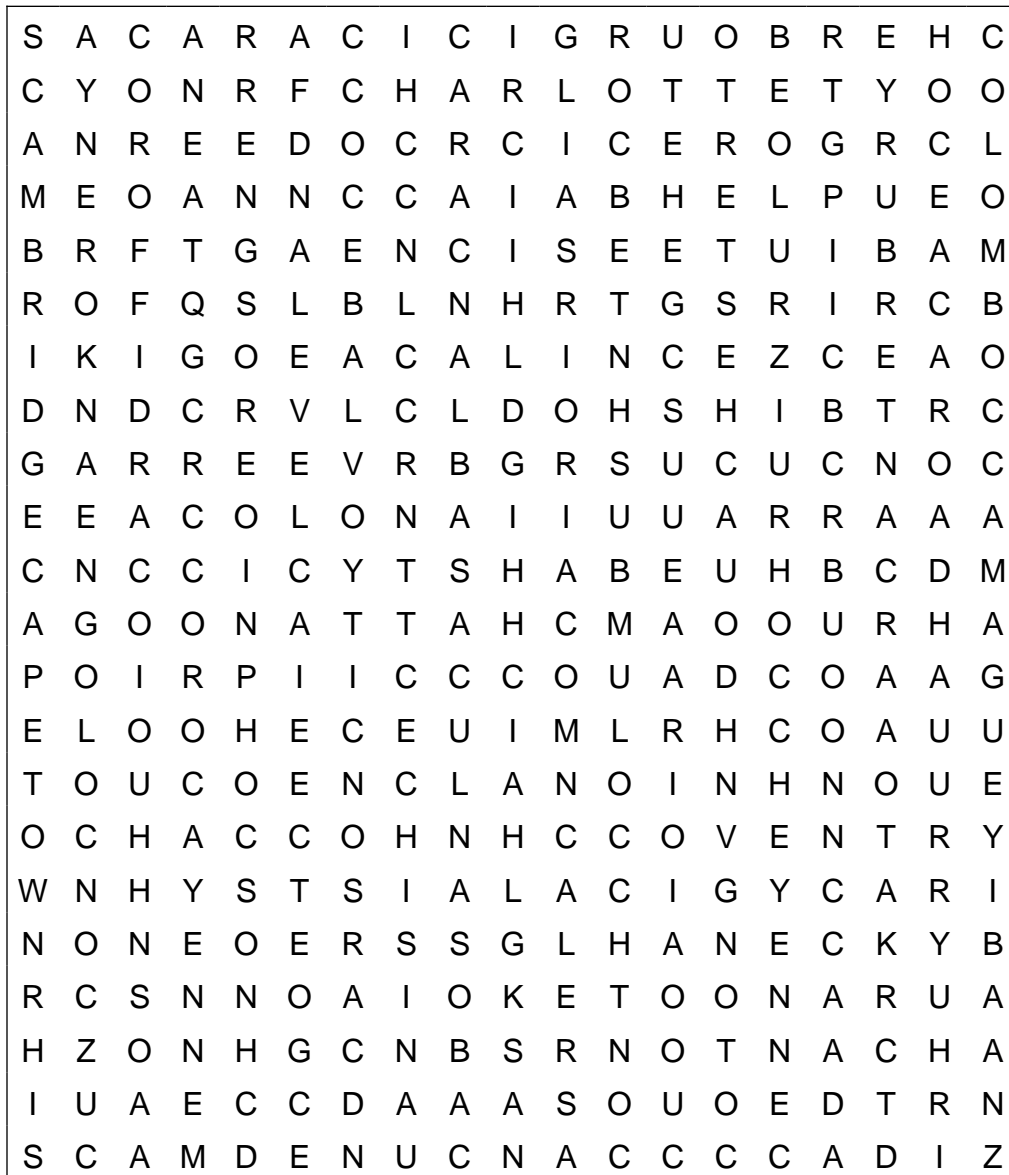 S A C A R A C I C I G R U O B R E H C
C Y O N R F C H A R L O T T E T Y O O
A N R E E D O C R C I C E R O G R C L
M E O A N N C C A I A B H E L P U E O
B R F T G A E N C I S E E T U I B A M
R O F Q S L B L N H R T G S R I R C B
I K I G O E A C A L I N C E Z C E A O
D N D C R V L C L D O H S H I B T R C
G A R R E E V R B G R S U C U C N O C
E E A C O L O N A I I U U A R R A A A
C N C C I C Y T S H A B E U H B C D M
A G O O N A T T A H C M A O O U R H A
P O I R P I I C C C O U A D C O A A G
E L O O H E C E U I M L R H C O A U U
T O U C O E N C L A N O I N H N O U E
O C H A C C O H N H C C O V E N T R Y
W N H Y S T S I A L A C I G Y C A R I
N O N E O E R S S G L H A N E C K Y B
R C S N N O A I O K E T O O N A R U A
H Z O N H G C N B S R N O T N A C H A
I U A E C C D A A A S O U O E D T R N
S C A M D E N U C N A C C C C A D I Z